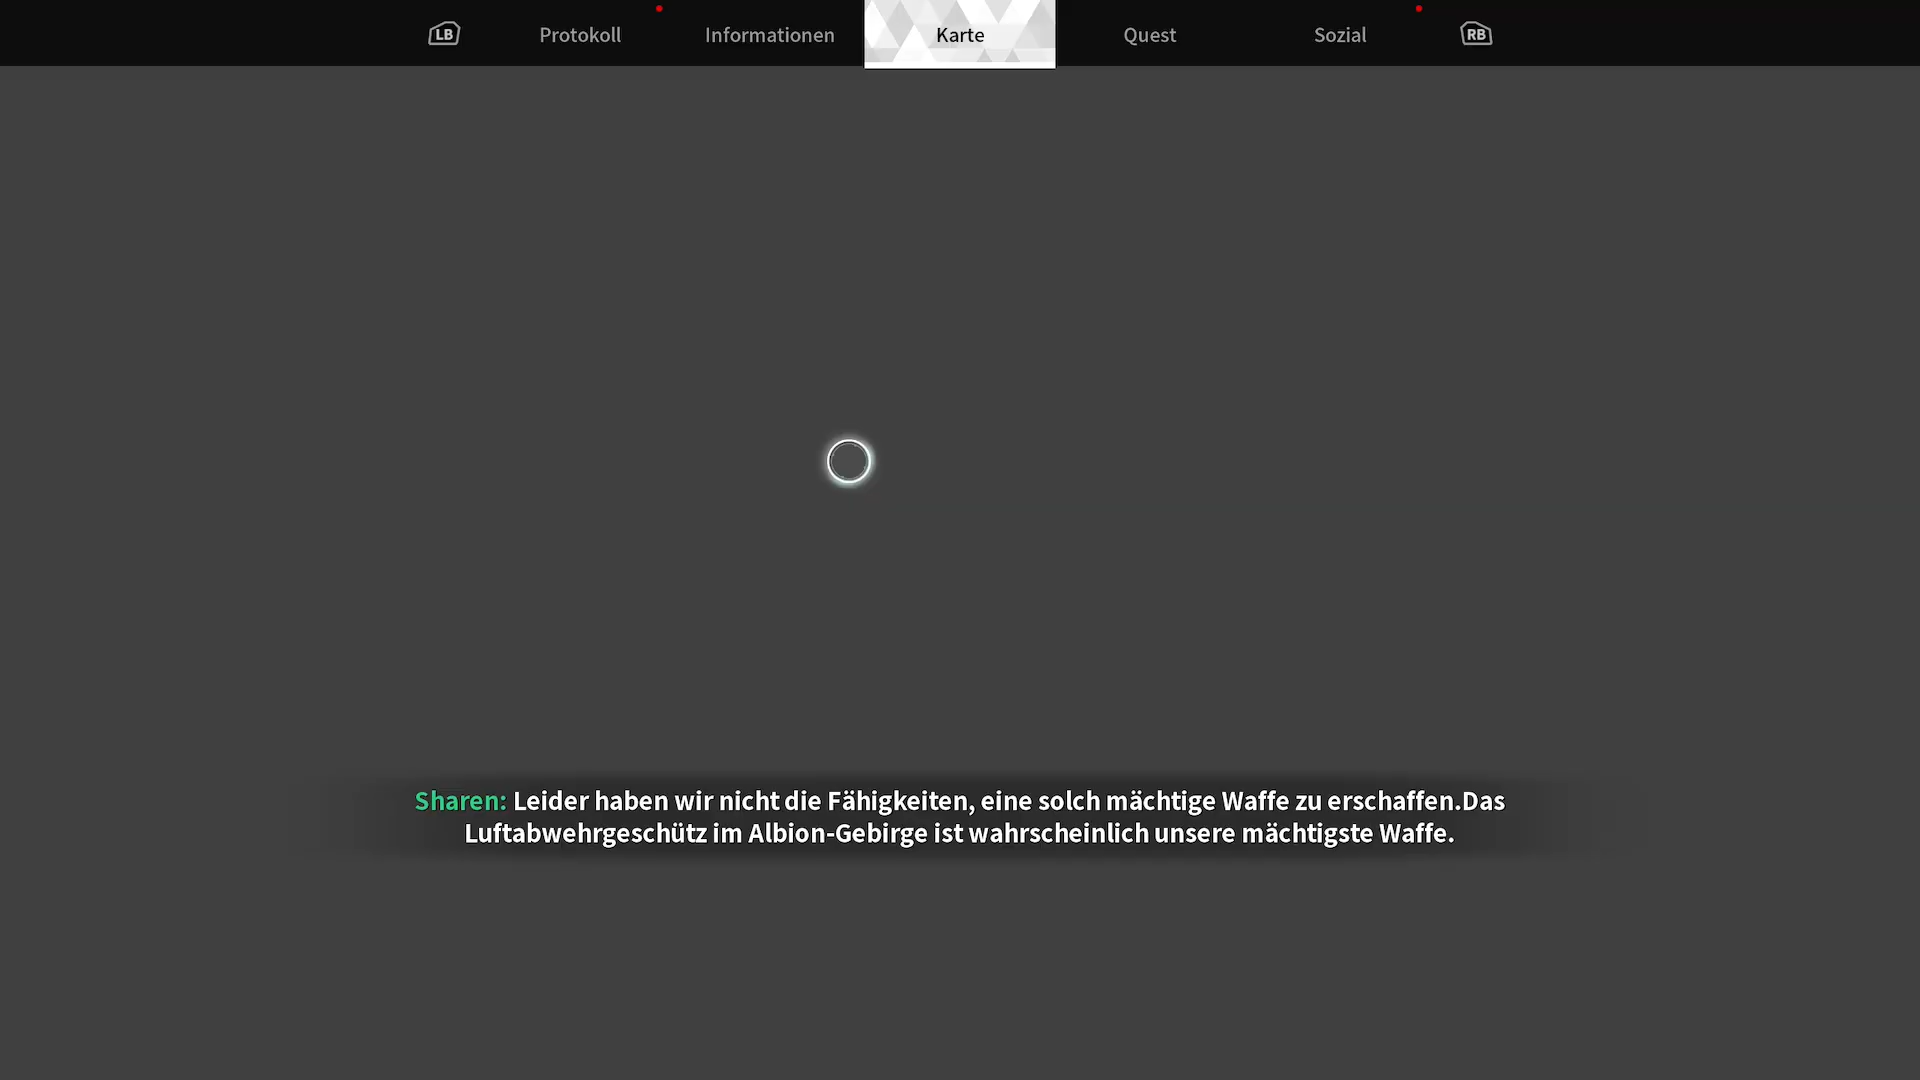 LB Protokoll Informationen Karte Quest Sozial RB
Sharen: Leider haben wir nicht die Fähigkeiten, eine solch mächtige Waffe zu erschaffen.Das
Luftabwehrgeschütz im Albion-Gebirge ist wahrscheinlich unsere mächtigste Waffe.